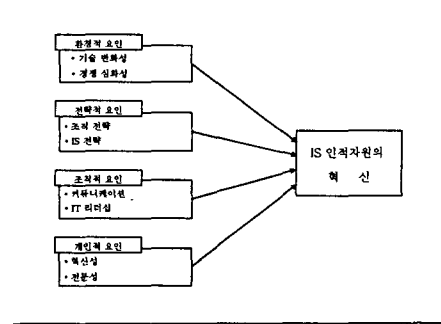 환경적 요인
• 기술 변화성
• 경쟁 심화성
전략적 요인
• 조직 전략
• IS 전략
조직적 요인
• 커뮤니케이션
• IT 리더십
개인적 요인
• 혁신성
• 전문성
IS 인적자원의
혁 신